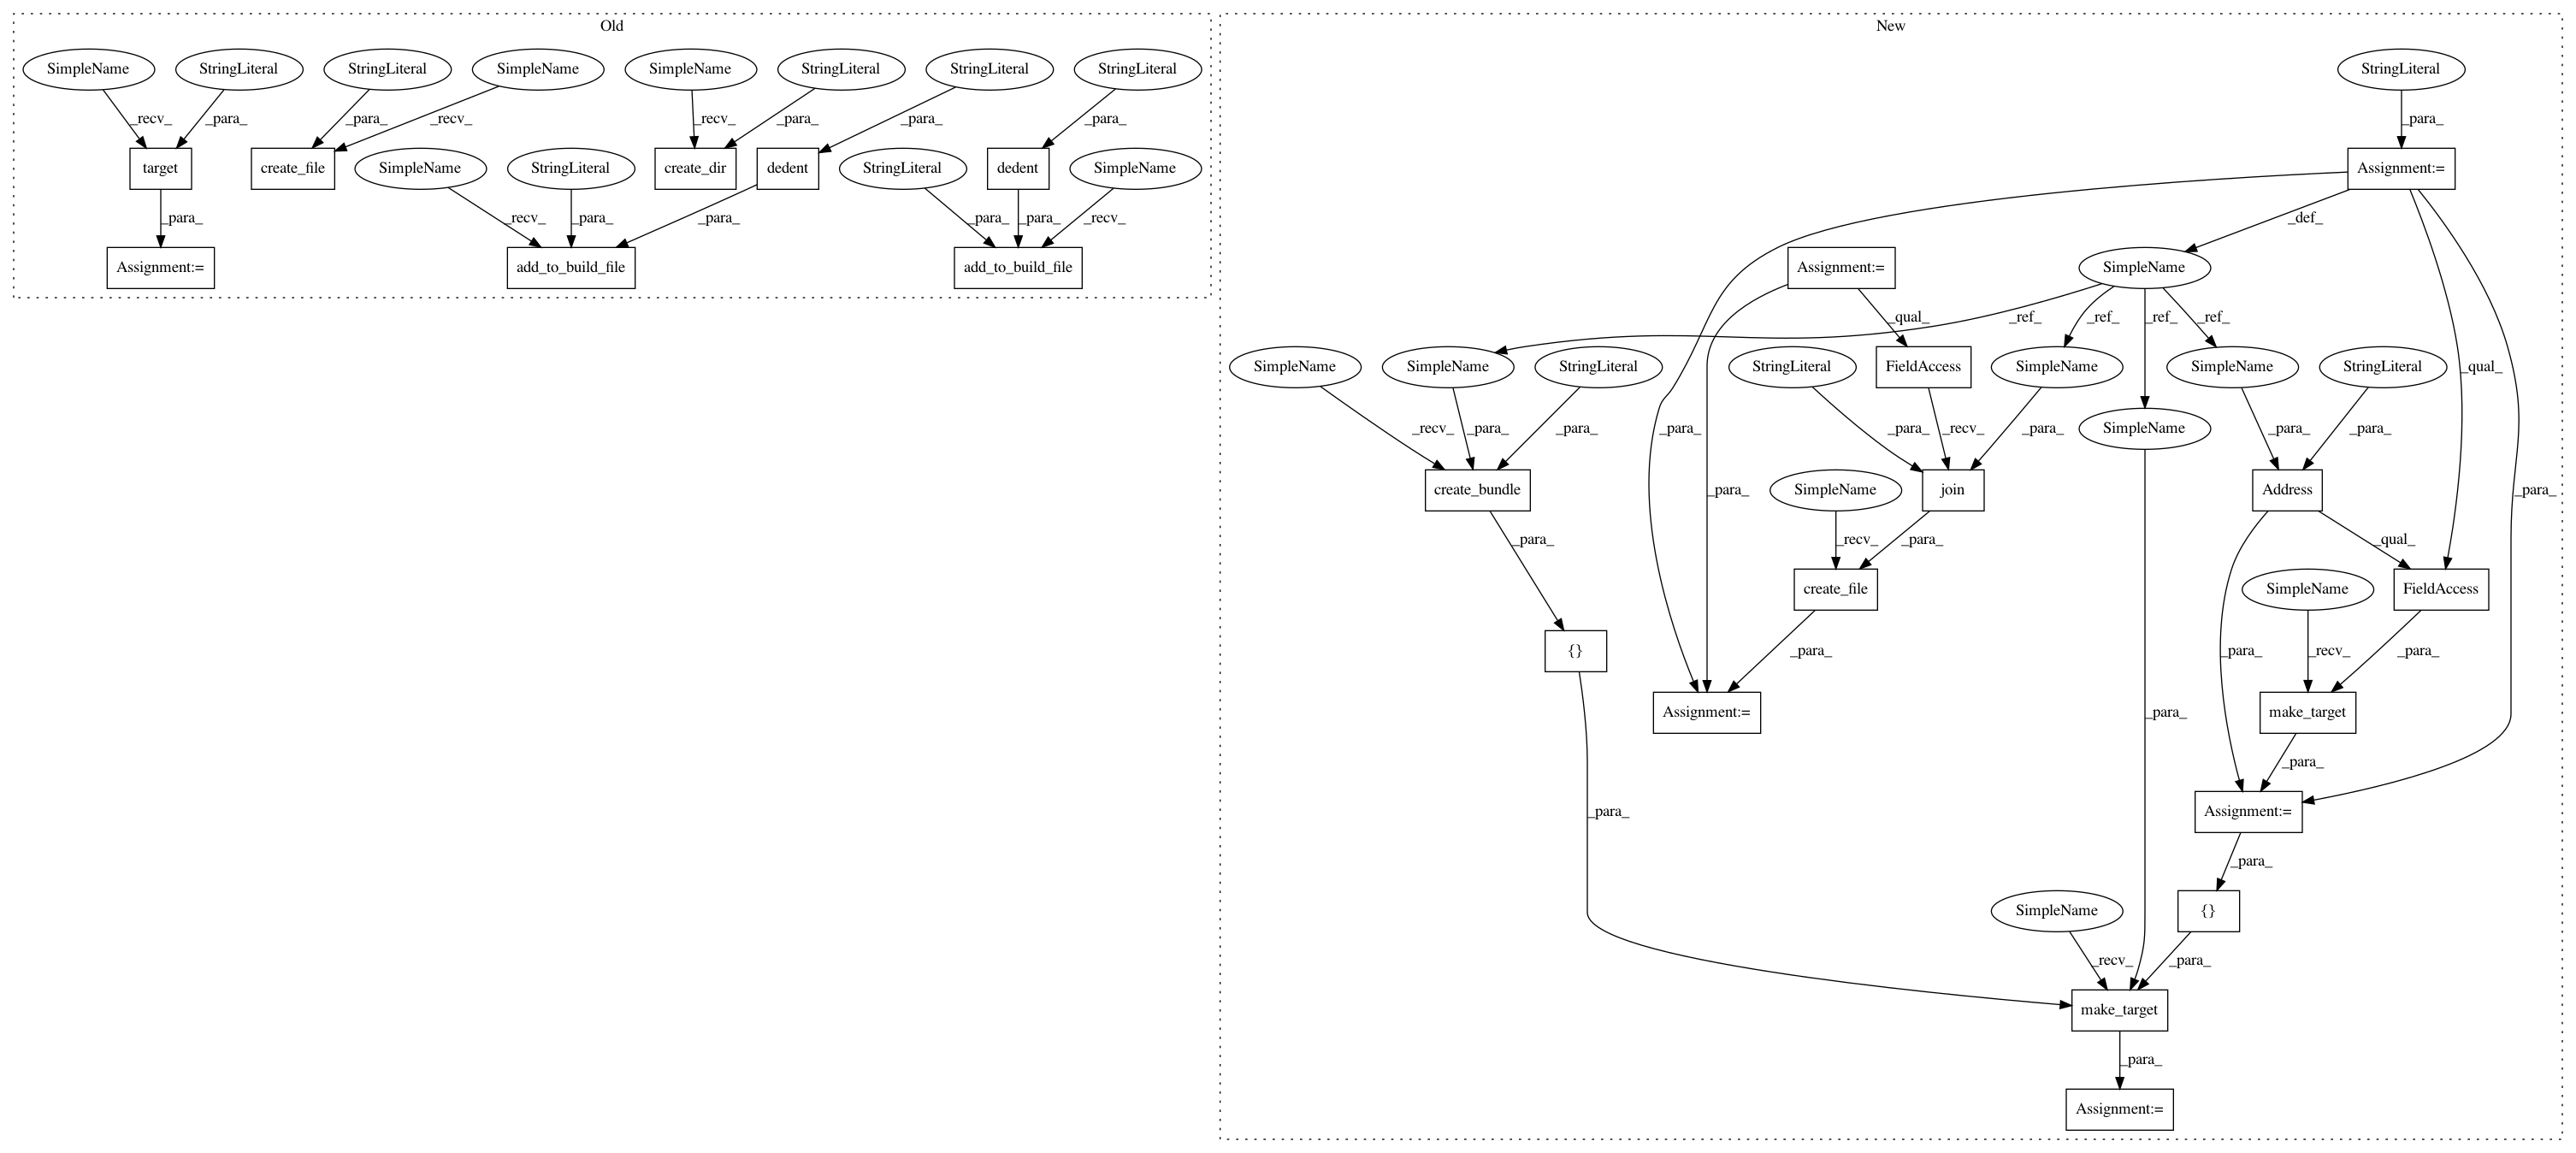 Old
New
SimpleName
StringLiteral
StringLiteral
SimpleName
SimpleName
StringLiteral
StringLiteral
StringLiteral
StringLiteral
_recv_
_para_
_para_
_recv_
_recv_
_para_
_para_
_para_
_para_
target
create_file
SimpleName
StringLiteral
create_dir
dedent
StringLiteral
dedent
SimpleName
Assignment:=
_para_
_recv_
_para_
_para_
_para_
_para_
_recv_
_def_
Assignment:=
add_to_build_file
add_to_build_file
Assignment:=
SimpleName
_qual_
_ref_
_ref_
_ref_
_ref_
SimpleName
SimpleName
StringLiteral
StringLiteral
FieldAccess
SimpleName
SimpleName
StringLiteral
_qual_
_recv_
_para_
_para_
_para_
_para_
_recv_
_para_
SimpleName
_para_
_para_
create_bundle
_para_
SimpleName
join
Address
_para_
_para_
_recv_
_para_
_qual_
create_file
SimpleName
FieldAccess
{}
_para_
_para_
_recv_
_para_
Assignment:=
_para_
make_target
_para_
_para_
Assignment:=
_para_
SimpleName
{}
_recv_
_para_
make_target
_para_
Assignment:=